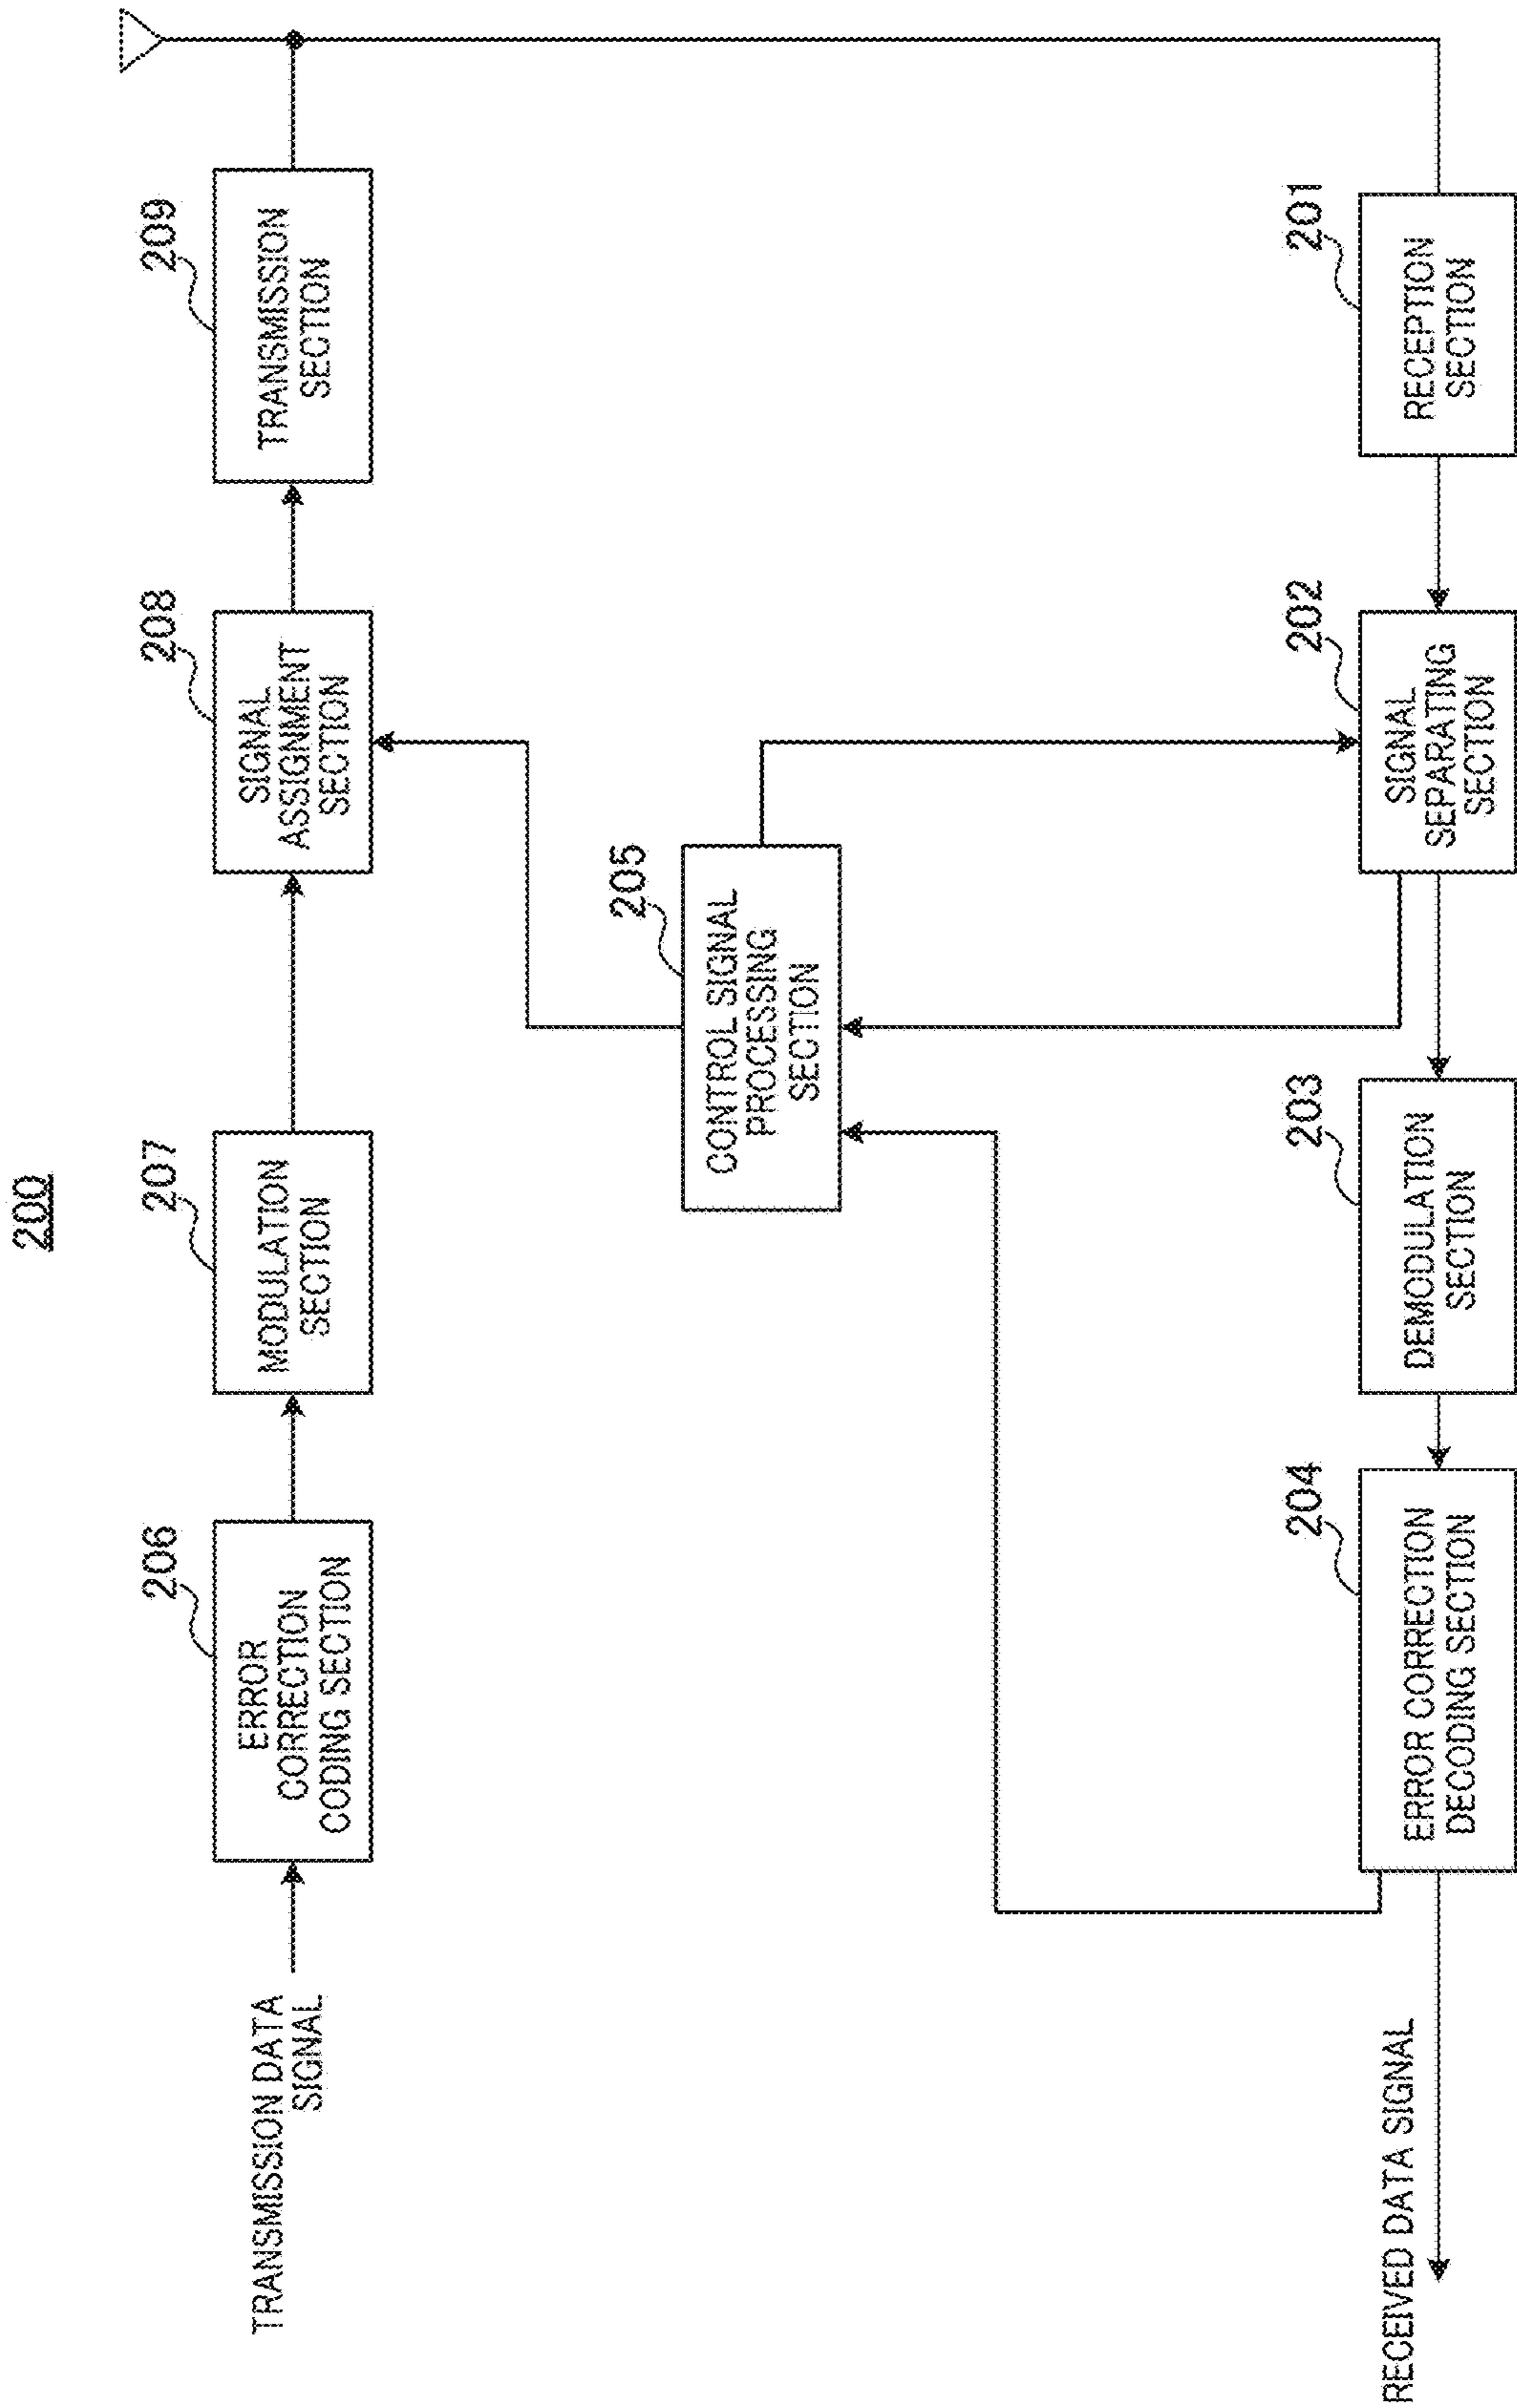 200
TRANSMISSION DATA
SIGNAL
206
ERROR
CORRECTION
CODING SECTION
207
MODULATION
SECTION
208
SIGNAL
ASSIGNMENT
SECTION
209
TRANSMISSION
SECTION
205
CONTROL SIGNAL
PROCESSING
SECTION
RECEIVED DATA SIGNAL
204
ERROR CORRECTION
DECODING SECTION
203
DEMODULATION
SECTION
202
SIGNAL
SEPARATING
SECTION
201
RECEPTION
SECTION